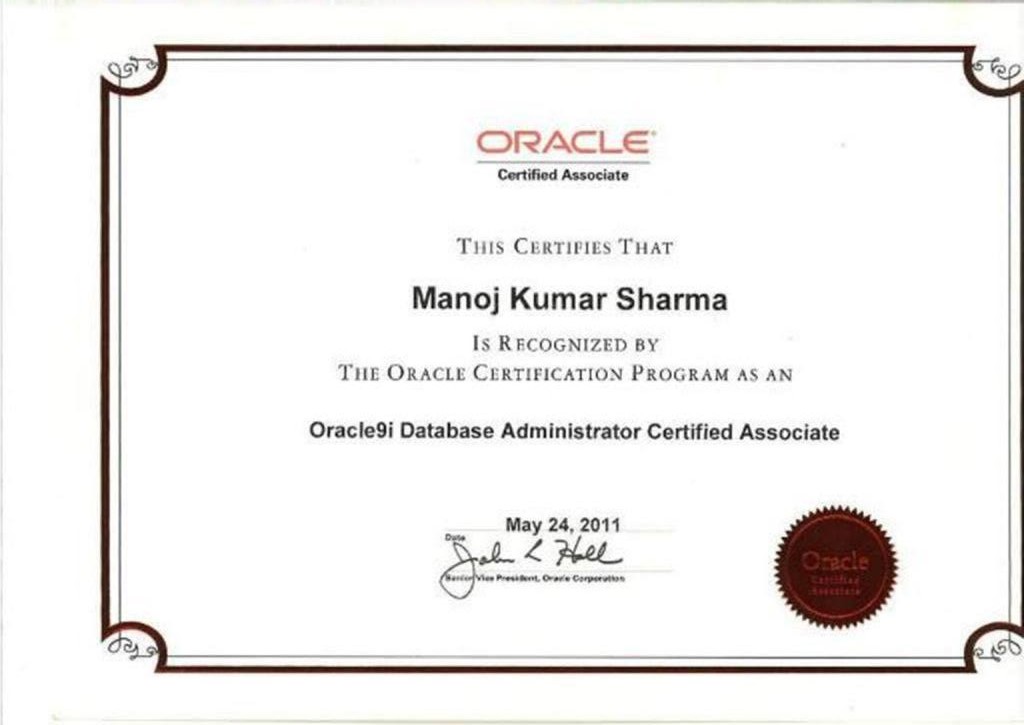 ORACLE
Certified Associate
THIS CERTIFIES THAT
Manoj Kumar Sharma
IS RECOGNIZED BY
THE ORACLE CERTIFICATION PROGRAM AS AN
Oracle9i Database Administrator Certified Associate
May 24, 2011
Date
John L Hall
Senior Vice President, Oracle Corporation
Oracle
Certified
Associate